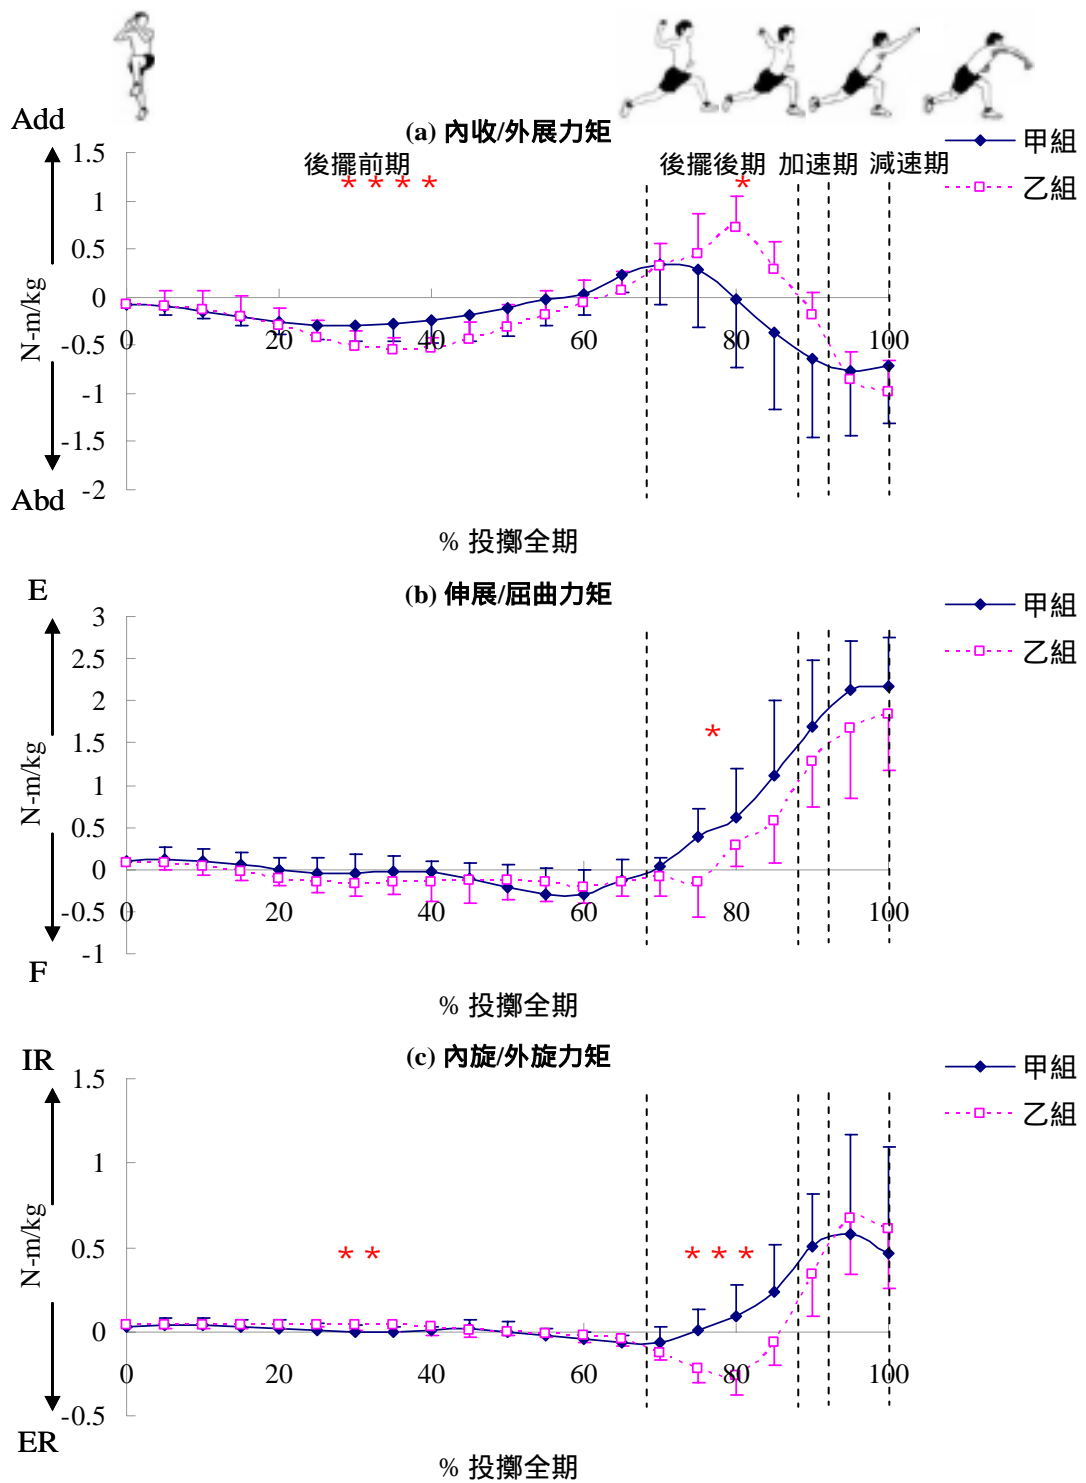 Add
(a) 內收/外展力矩
甲組
乙組
後擺前期 後擺後期 加速期 減速期
* * * * *
1.5
1
0.5
0
-0.5
-1
-1.5
-2
N-m/kg
20 40 60 80 100
Abd
% 投擲全期
E
(b) 伸展/屈曲力矩
甲組
乙組
*
3
2.5
2
1.5
1
0.5
0
-0.5
-1
N-m/kg
0 20 40 60 80 100
F
% 投擲全期
IR
(c) 內旋/外旋力矩
甲組
乙組
* * * * *
1.5
1
0.5
0
-0.5
N-m/kg
0 20 40 60 80 100
ER
% 投擲全期